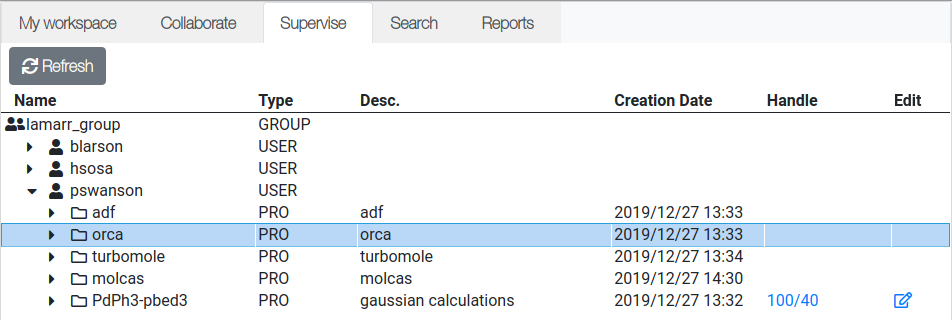 My workspace Collaborate Supervise Search Reports
Refresh
Name Type Desc. Creation Date Handle Edit
lamarr_group GROUP
blarson USER
hsosa USER
pswanson USER
adf PRO adf 2019/12/27 13:33
orca PRO orca 2019/12/27 13:33
turbomole PRO turbomole 2019/12/27 13:34
molcas PRO molcas 2019/12/27 14:30
PdPh3-pbed3 PRO gaussian calculations 2019/12/27 13:32 100/40